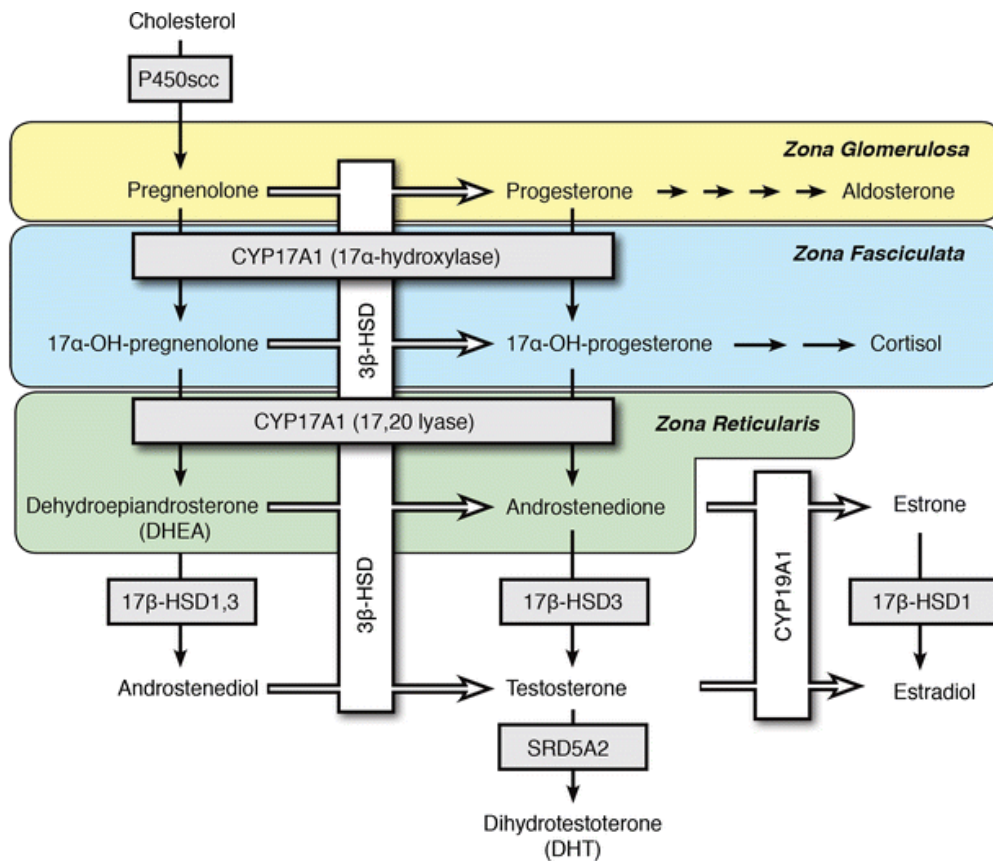 Cholesterol
P450scc
Zona Glomerulosa
Pregnenolone
Progesterone
Aldosterone
CYP17A1 (17α-hydroxylase)
Zona Fasciculata
3β-HSD
17α-OH-pregnenolone
17α-OH-progesterone
Cortisol
CYP17A1 (17,20 lyase)
Zona Reticularis
Dehydroepiandrosterone
(DHEA)
Androstenedione
Estrone
3β-HSD
CYP19A1
17β-HSD1,3
17β-HSD3
17β-HSD1
Androstenediol
Testosterone
Estradiol
SRD5A2
Dihydrotestoterone
(DHT)